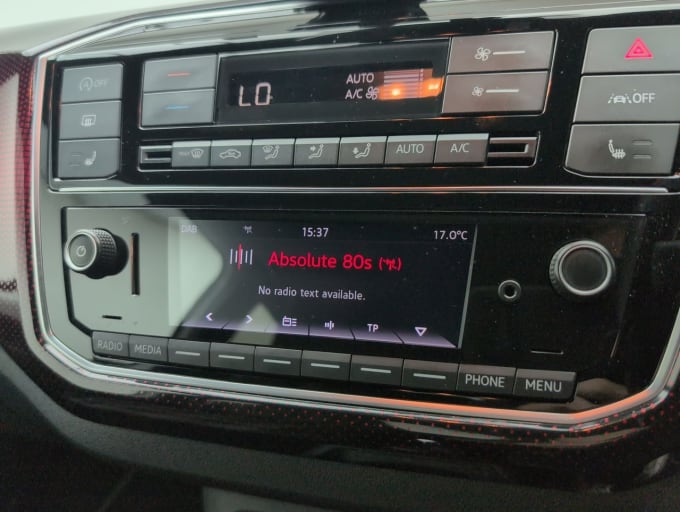 OFF
LO
AUTO
A/C
OFF
AUTO
A/C
DAB
15:37
17.0°C
Absolute 80s
No radio text available.
TP
RADIO
MEDIA
PHONE
MENU